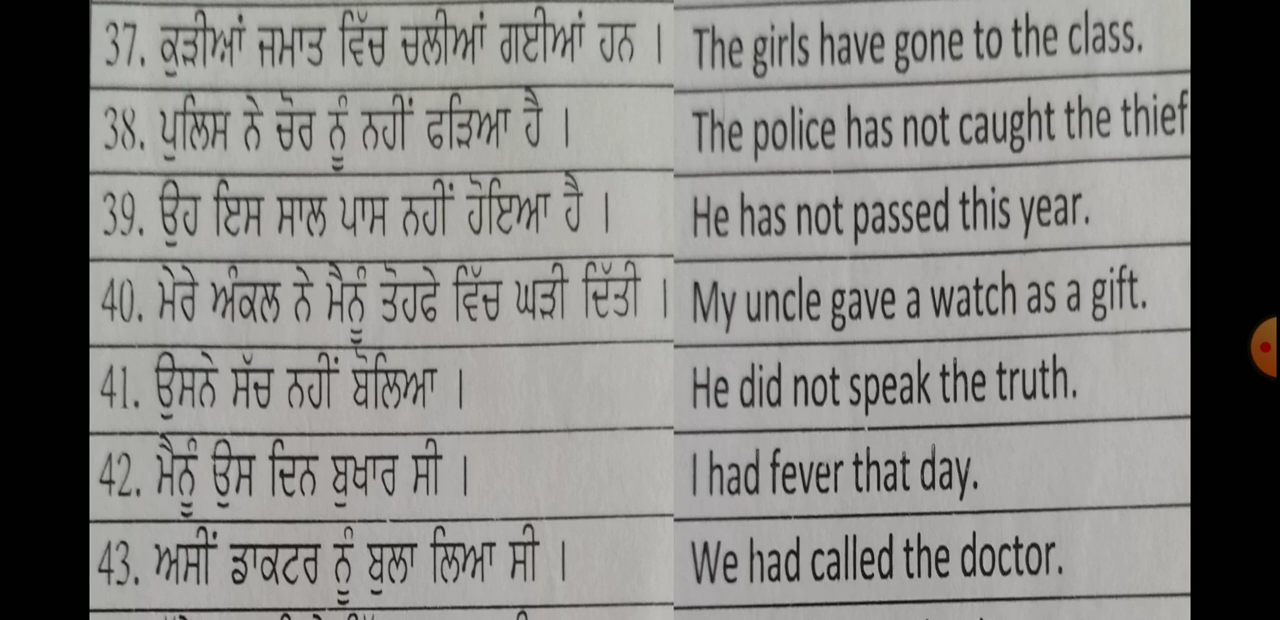 37. ਕੁੜੀਆਂ ਜਮਾਤ ਵਿੱਚ ਚਲੀਆਂ ਗਈਆਂ ਹਨ । The girls have gone to the class.
38. ਪੁਲਿਸ ਨੇ ਚੋਰ ਨੂੰ ਨਹੀਂ ਫੜਿਆ ਹੈ । The police has not caught the thief
39. ਉਹ ਇਸ ਸਾਲ ਪਾਸ ਨਹੀਂ ਹੋਇਆ ਹੈ । He has not passed this year.
40. ਮੇਰੇ ਅੰਕਲ ਨੇ ਮੈਨੂੰ ਤੋਹਫੇ ਵਿੱਚ ਘੜੀ ਦਿੱਤੀ । My uncle gave a watch as a gift.
41. ਉਸਨੇ ਸੱਚ ਨਹੀਂ ਬੋਲਿਆ । He did not speak the truth.
42. ਮੈਨੂੰ ਉਸ ਦਿਨ ਬੁਖਾਰ ਸੀ । I had fever that day.
43. ਅਸੀਂ ਡਾਕਟਰ ਨੂੰ ਬੁਲਾ ਲਿਆ ਸੀ । We had called the doctor.